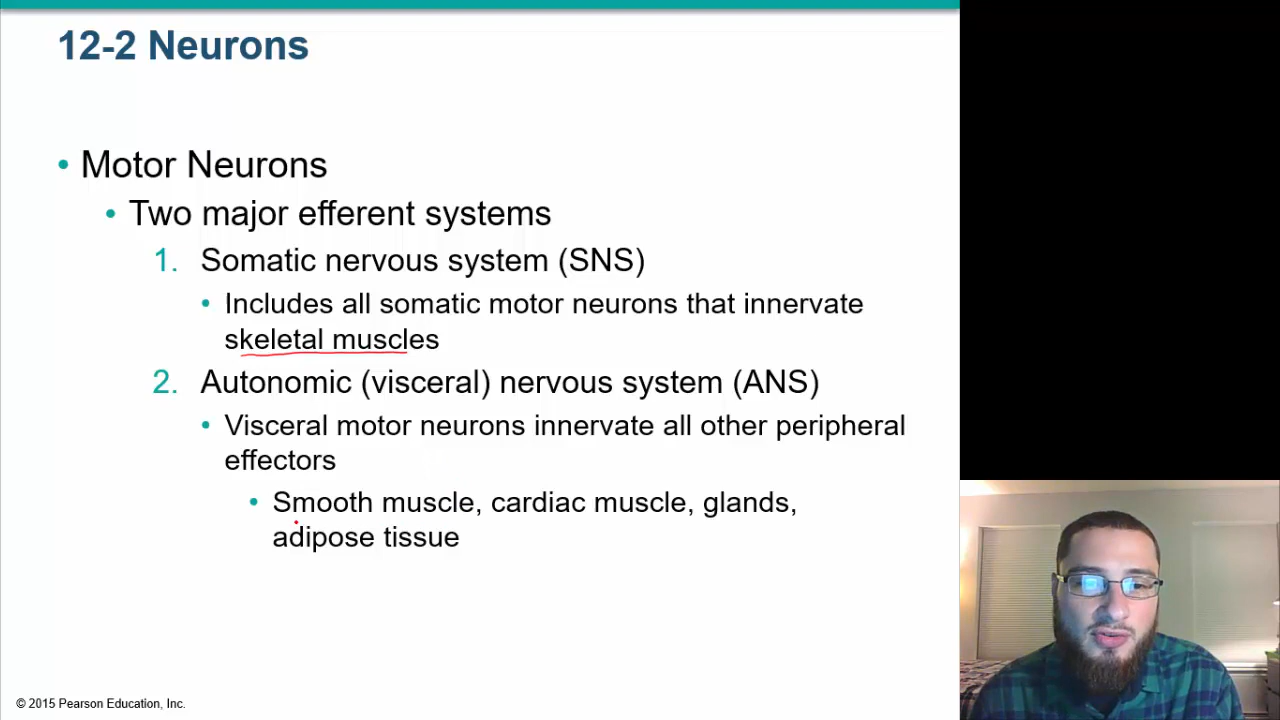 12-2 Neurons
• Motor Neurons
• Two major efferent systems
1. Somatic nervous system (SNS)
• Includes all somatic motor neurons that innervate
skeletal muscles
2. Autonomic (visceral) nervous system (ANS)
• Visceral motor neurons innervate all other peripheral
effectors
• Smooth muscle, cardiac muscle, glands,
adipose tissue
© 2015 Pearson Education, Inc.